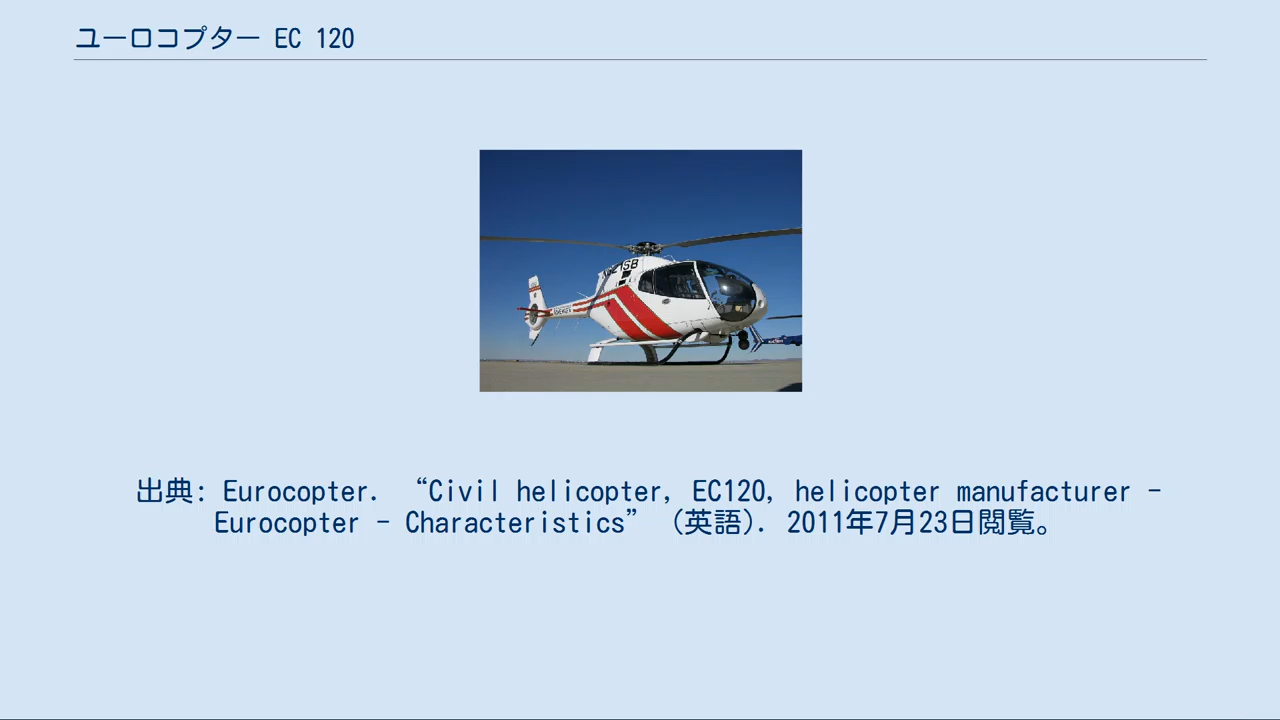 ユーロコプター EC 120
出典: Eurocopter. “Civil helicopter, EC120, helicopter manufacturer -
Eurocopter - Characteristics” (英語). 2011年7月23日閲覧。